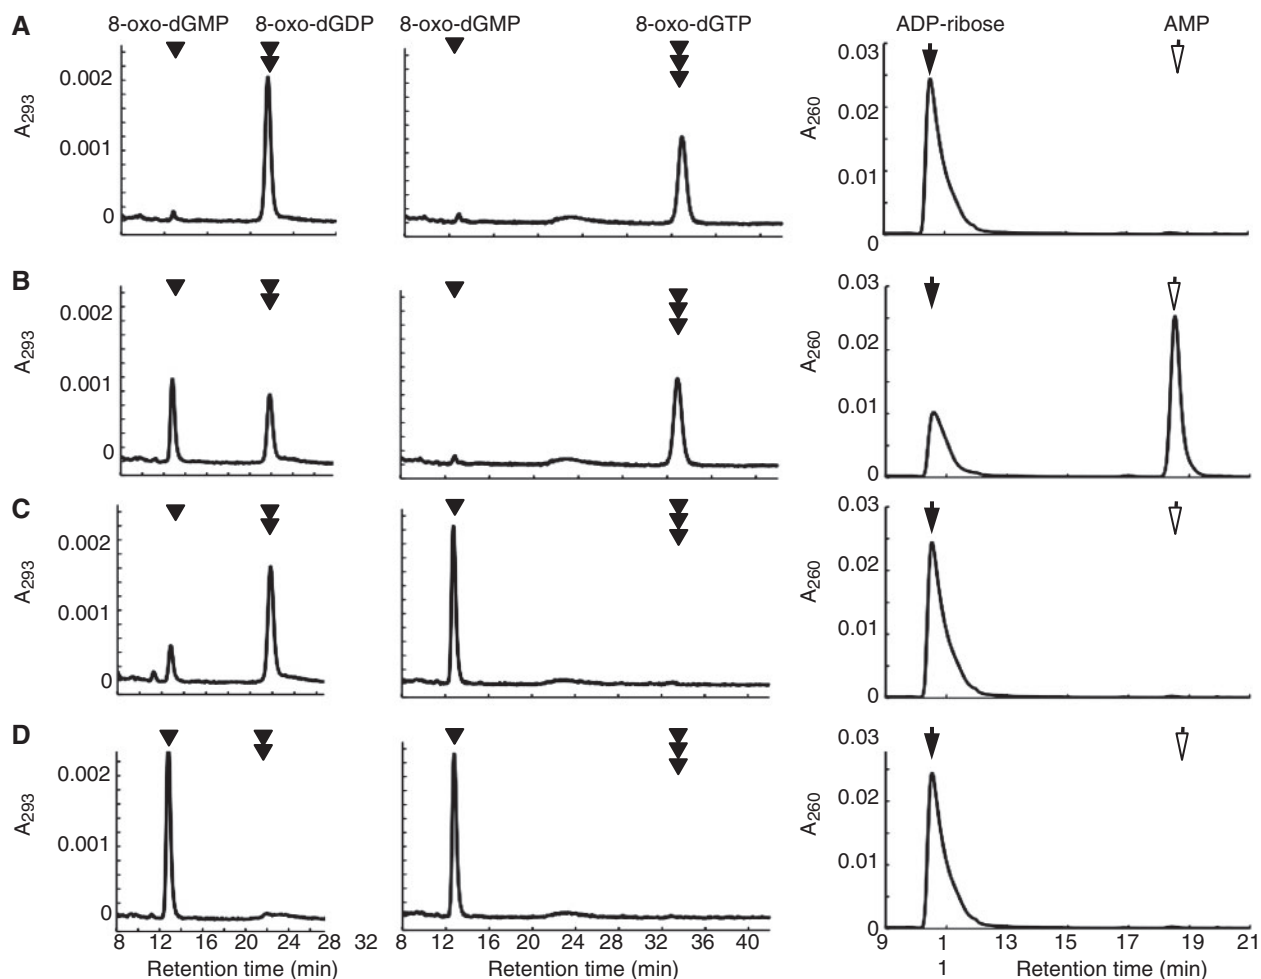 A 8-oxo-dGMP 8-oxo-dGDP 8-oxo-dGMP 8-oxo-dGTP ADP-ribose AMP
A293 0.002 0.001 0
A260 0.03 0.02 0.01 0
B
A293 0.002 0.001 0
A260 0.03 0.02 0.01 0
C
A293 0.002 0.001 0
A260 0.03 0.02 0.01 0
D
A293 0.002 0.001 0
A260 0.03 0.02 0.01 0
8 12 16 20 24 28 32 8 12 16 20 24 28 32 36 40 9 1 13 15 17 19 21
1
Retention time (min) Retention time (min) Retention time (min)